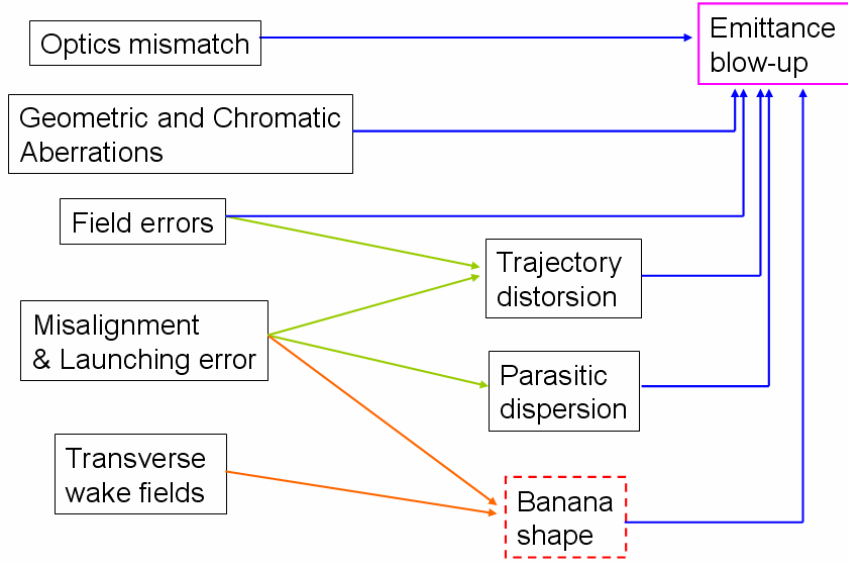 Optics mismatch
Emittance
blow-up
Geometric and Chromatic
Aberrations
Field errors
Trajectory
distorsion
Misalignment
& Launching error
Parasitic
dispersion
Transverse
wake fields
Banana
shape